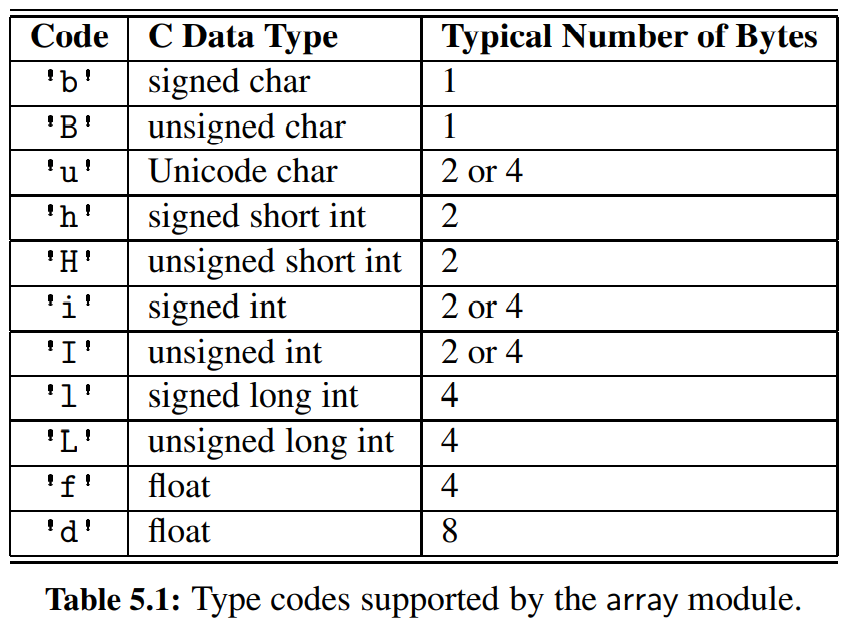 Code C Data Type Typical Number of Bytes
'b' signed char 1
'B' unsigned char 1
'u' Unicode char 2 or 4
'h' signed short int 2
'H' unsigned short int 2
'i' signed int 2 or 4
'I' unsigned int 2 or 4
'l' signed long int 4
'L' unsigned long int 4
'f' float 4
'd' float 8
Table 5.1: Type codes supported by the array module.